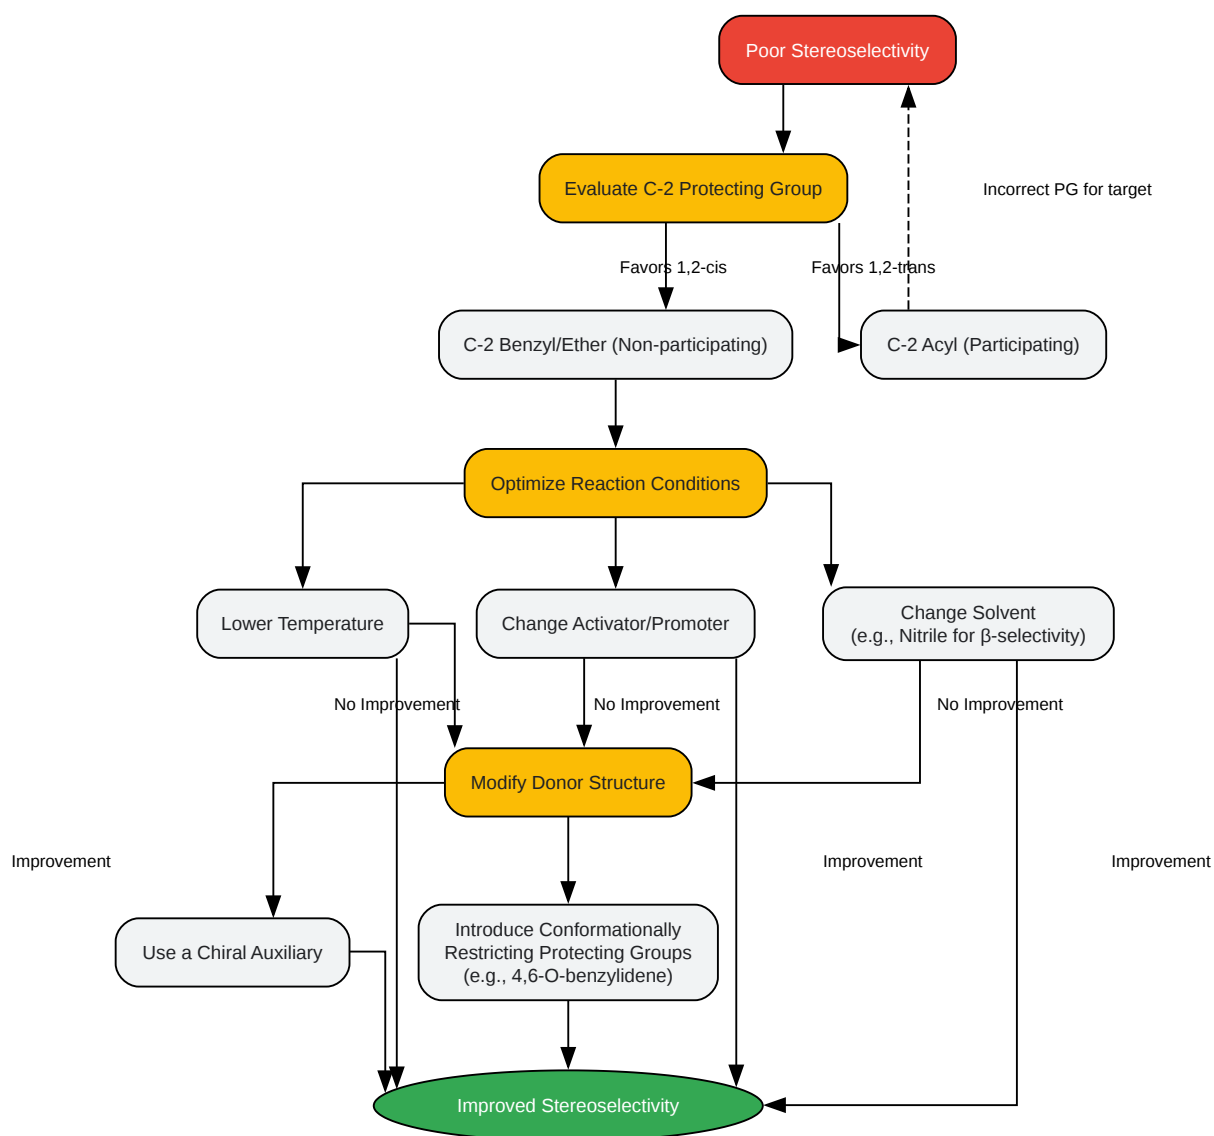 Poor Stereoselectivity
Evaluate C-2 Protecting Group
Incorrect PG for target
Favors 1,2-cis
Favors 1,2-trans
C-2 Benzyl/Ether (Non-participating)
C-2 Acyl (Participating)
Optimize Reaction Conditions
Lower Temperature
Change Activator/Promoter
Change Solvent
(e.g., Nitrile for β-selectivity)
No Improvement
No Improvement
No Improvement
Modify Donor Structure
Improvement
Improvement
Improvement
Use a Chiral Auxiliary
Introduce Conformationally
Restricting Protecting Groups
(e.g., 4,6-O-benzylidene)
Improved Stereoselectivity